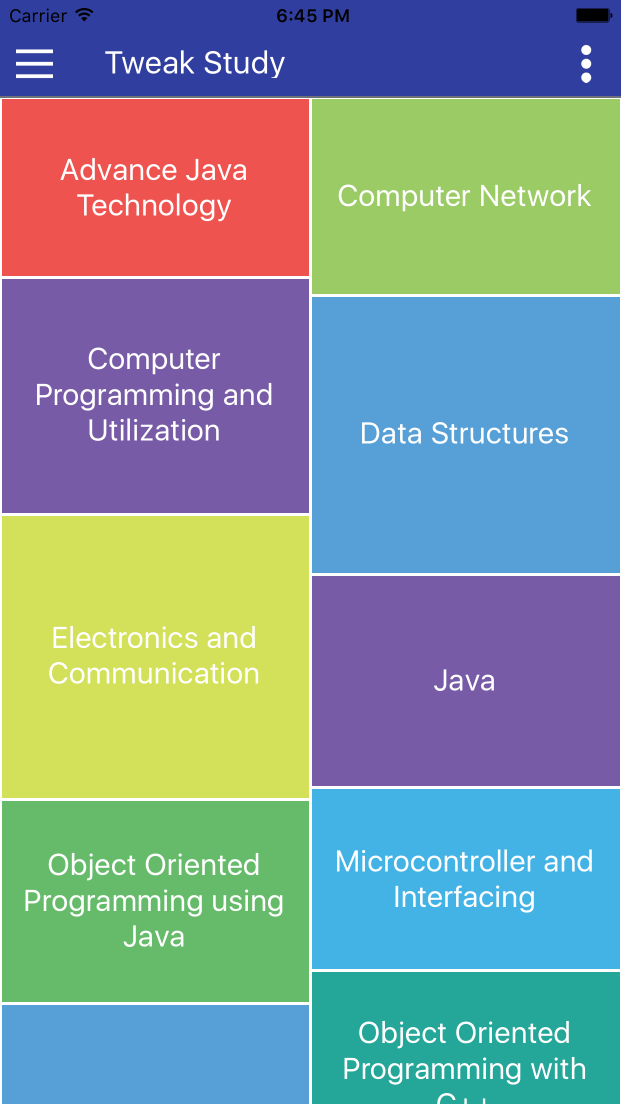 Carrier 6:45 PM
Tweak Study
Advance Java
Technology
Computer Network
Computer
Programming and
Utilization
Data Structures
Electronics and
Communication
Java
Object Oriented
Programming using
Java
Microcontroller and
Interfacing
Object Oriented
Programming with
C++